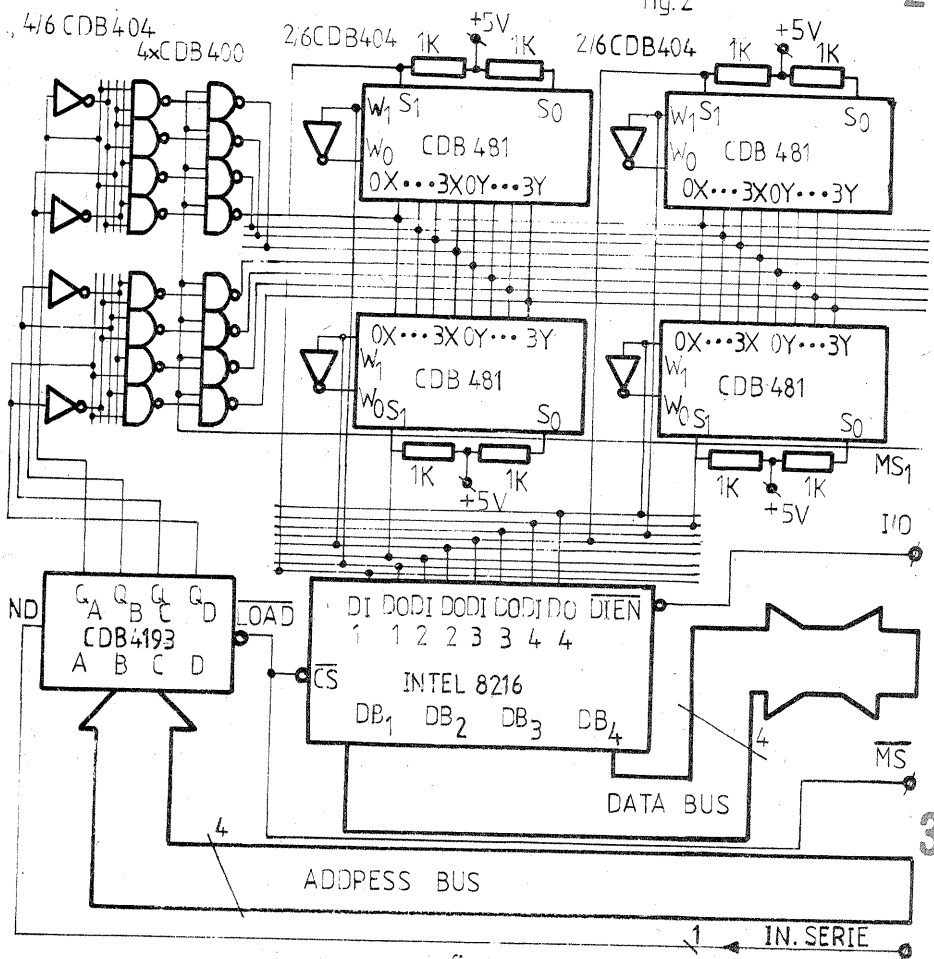 fig. 2
4/6 CDB404
4xCDB400
2/6CDB404
1K
+5V
1K
2/6CDB404
1K
+5V
1K
S1 S0
W1
W0
CDB 481
0X•••3X0Y•••3Y
W1 S1 S0
W0
CDB 481
0X•••3X0Y•••3Y
0X•••3X0Y•••3Y
W1
CDB 481
W0S1 S0
0X•••3X 0Y•••3Y
W1
CDB 481
W0S1 S0
1K
+5V
1K
1K
+5V
1K
MS1
I/O
ND
QA QB QC QD
CDB4193
A B C D
LOAD
DI DODI DODI DODI DO DIEN
1 1 2 2 3 3 4 4
CS
INTEL 8216
DB1 DB2 DB3 DB4
4
MS
DATA BUS
3
4
ADDPESS BUS
1
IN. SERIE